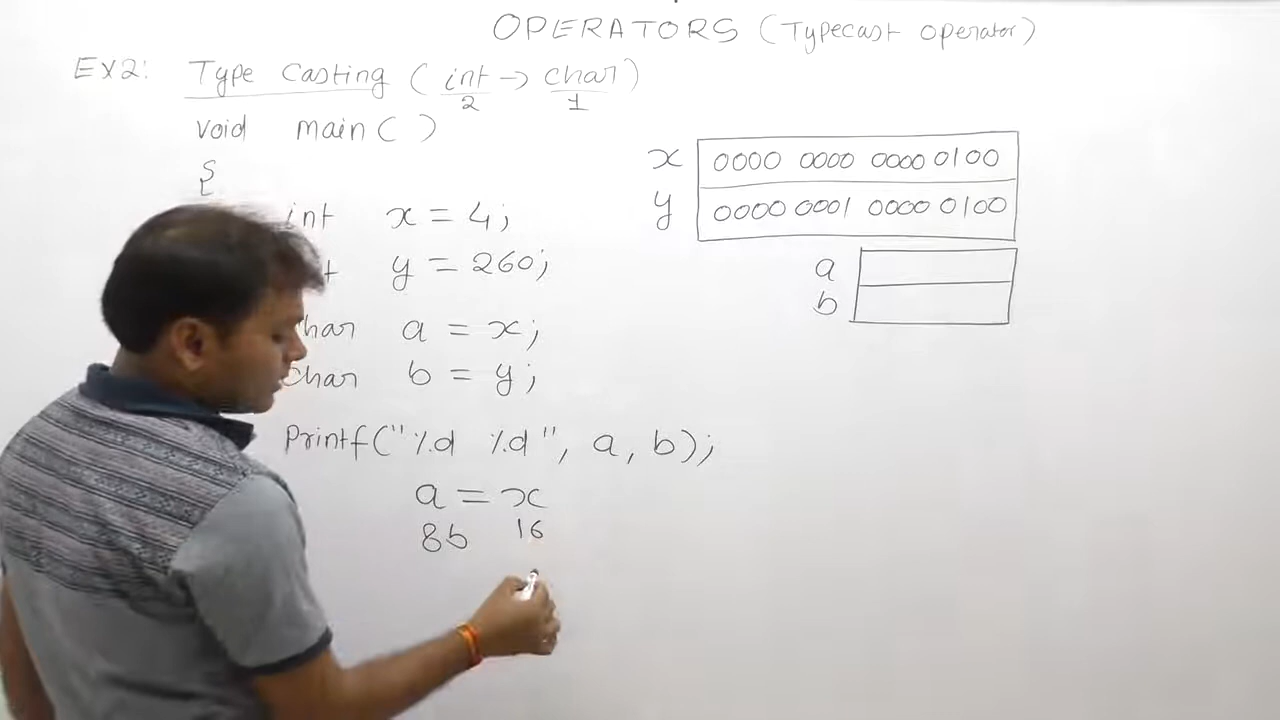 OPERATORS (Typecast operator)
EX2: Type Casting (int → char)
2 1
void main( )
{
int x = 4;
y = 260;
char a = x;
char b = y;
Printf("%d %d", a, b);
a = x
8b 16
x 0000 0000 0000 0100
y 0000 0001 0000 0100
a
b